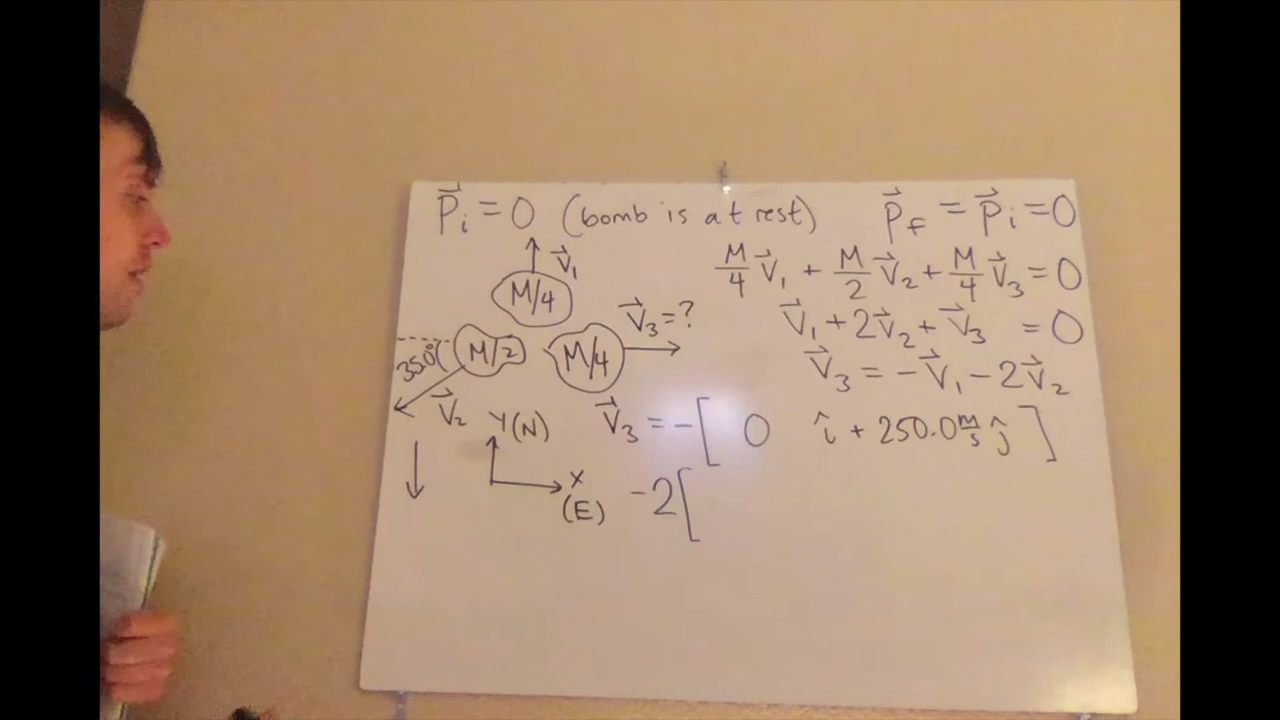 P⃗i = 0 (bomb is at rest)
P⃗f = P⃗i = 0
M/4 V⃗1 + M/2 V⃗2 + M/4 V⃗3 = 0
V⃗1 + 2V⃗2 + V⃗3 = 0
V⃗3 = -V⃗1 - 2V⃗2
V⃗1
M/4
V⃗3 = ?
M/2
M/4
V⃗2
Y(N)
X
(E)
V⃗3 = -[ 0 î + 250.0 m/s ĵ ]
-2[